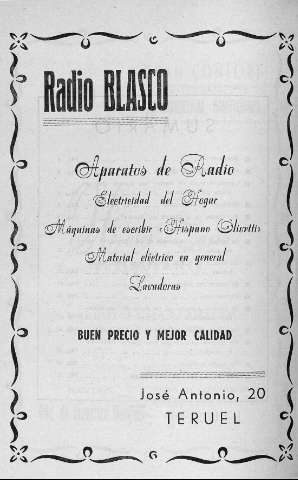 Radio BLASCO
Aparatos de Radio
Electricidad del Hogar
Máquinas de escribir «Hispano Olivetti»
Material eléctrico en general
Lavadoras
BUEN PRECIO Y MEJOR CALIDAD
José Antonio, 20
TERUEL